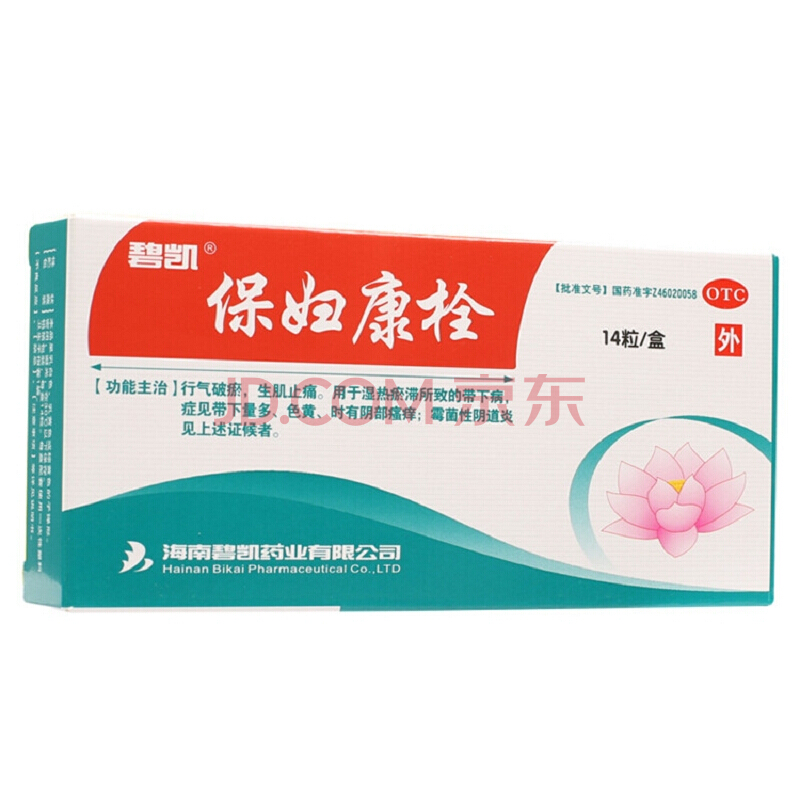 碧凯®
保妇康栓
【批准文号】国药准字Z46020058
OTC
14粒/盒
外
【功能主治】行气破瘀，生肌止痛。用于湿热瘀滞所致的带下病，
症见带下量多、色黄、时有阴部瘙痒；霉菌性阴道炎
见上述证候者。
JD.COM 京东
海南碧凯药业有限公司
Hainan Bikai Pharmaceutical Co.,LTD